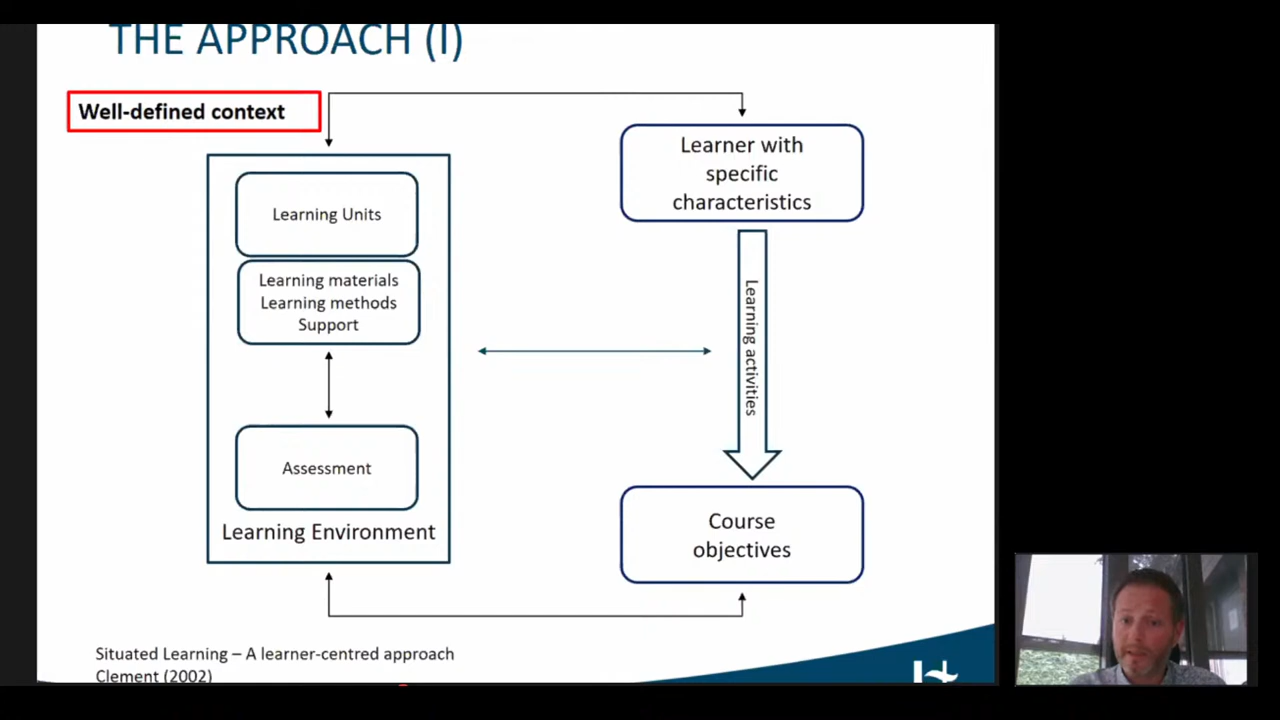 THE APPROACH (I)
Well-defined context
Learner with
specific
characteristics
Learning Units
Learning materials
Learning methods
Support
Learning activities
Assessment
Learning Environment
Course
objectives
Situated Learning – A learner-centred approach
Clement (2002)